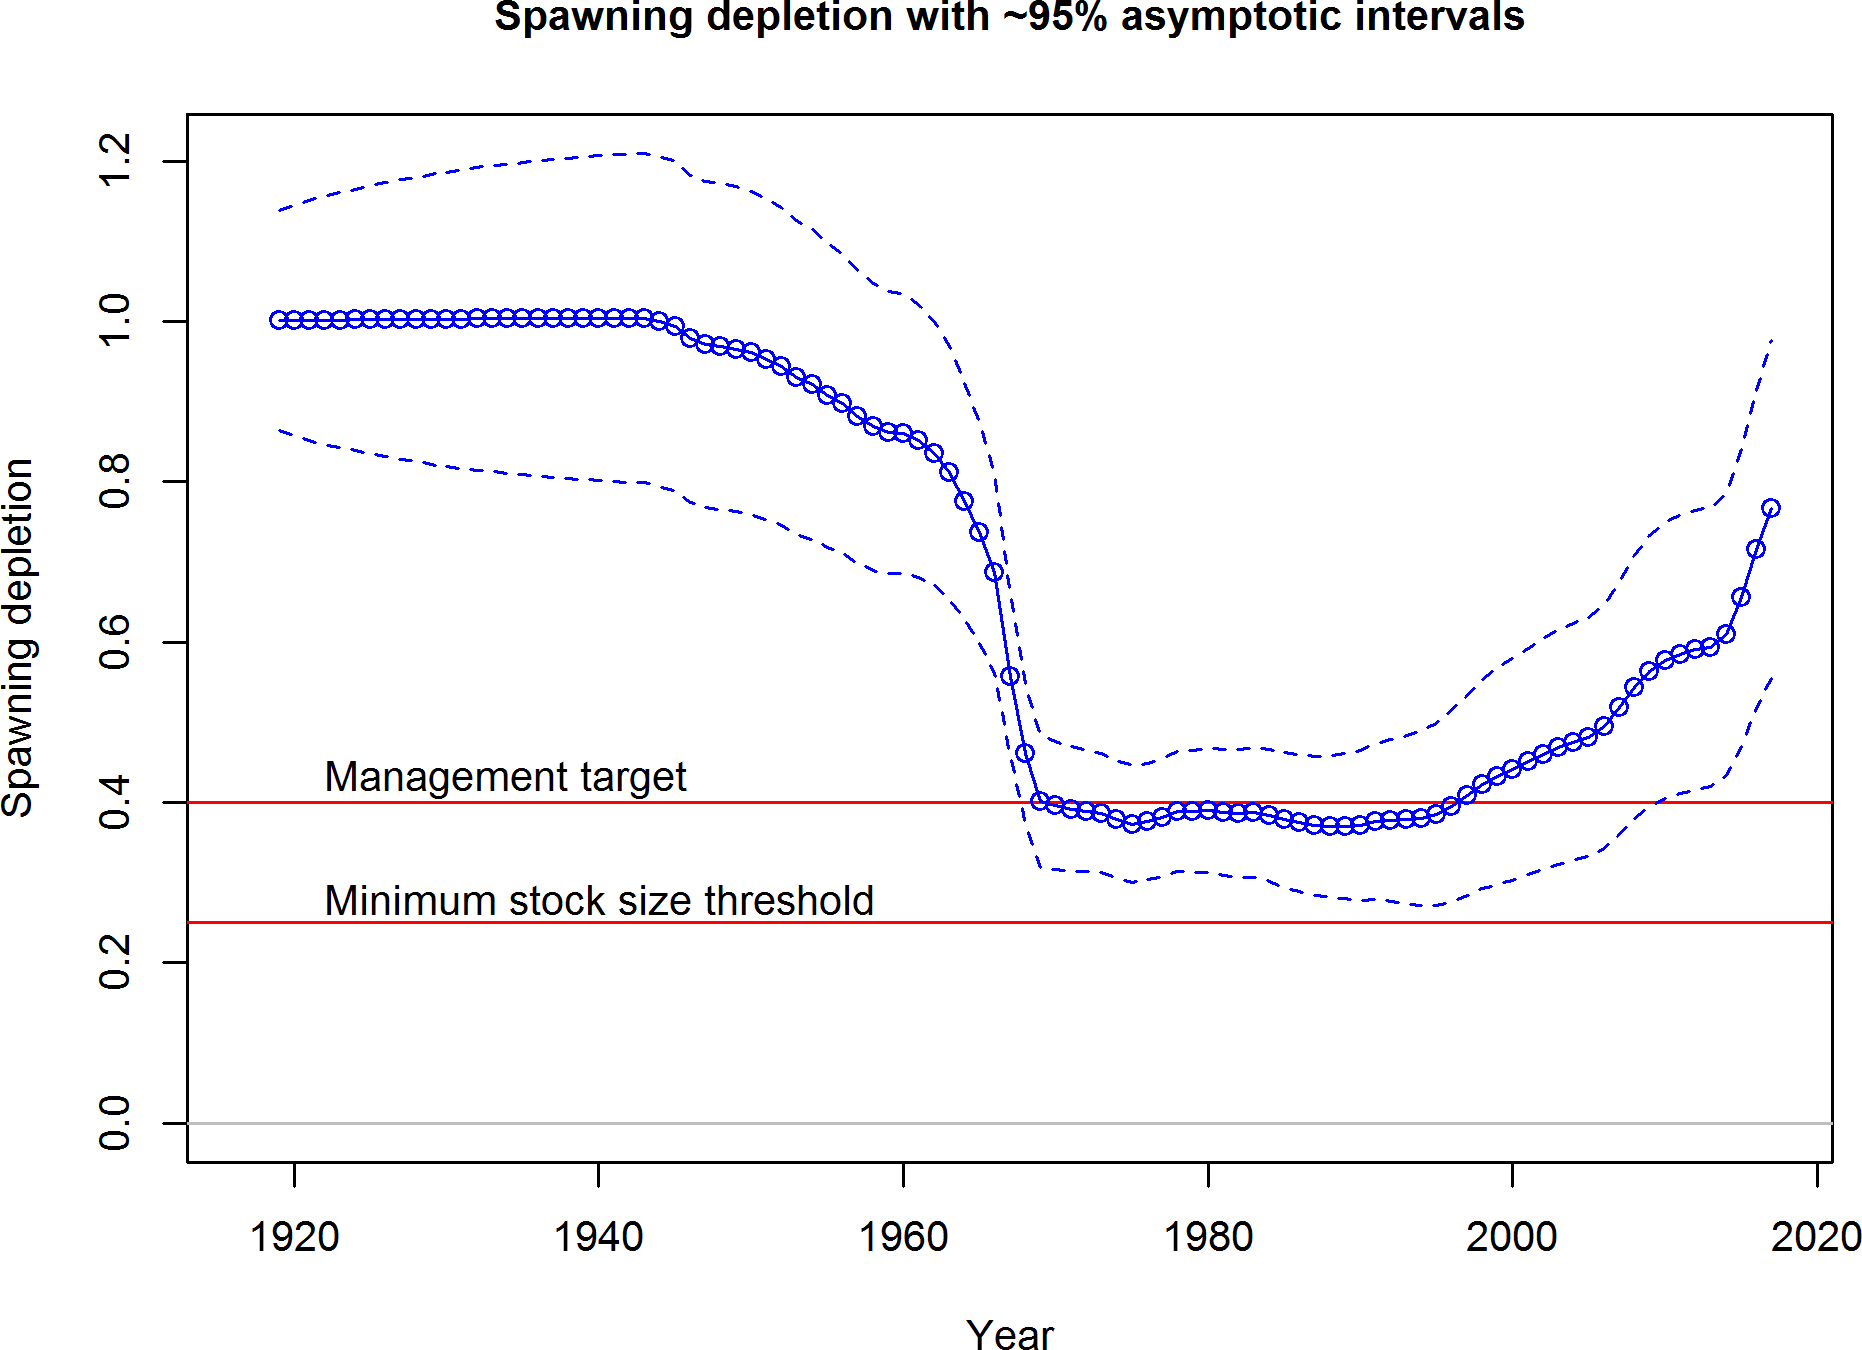 Spawning depletion with ~95% asymptotic intervals
Spawning depletion
1.2
1.0
0.8
0.6
0.4
0.2
0.0
Management target
Minimum stock size threshold
1920 1940 1960 1980 2000 2020
Year